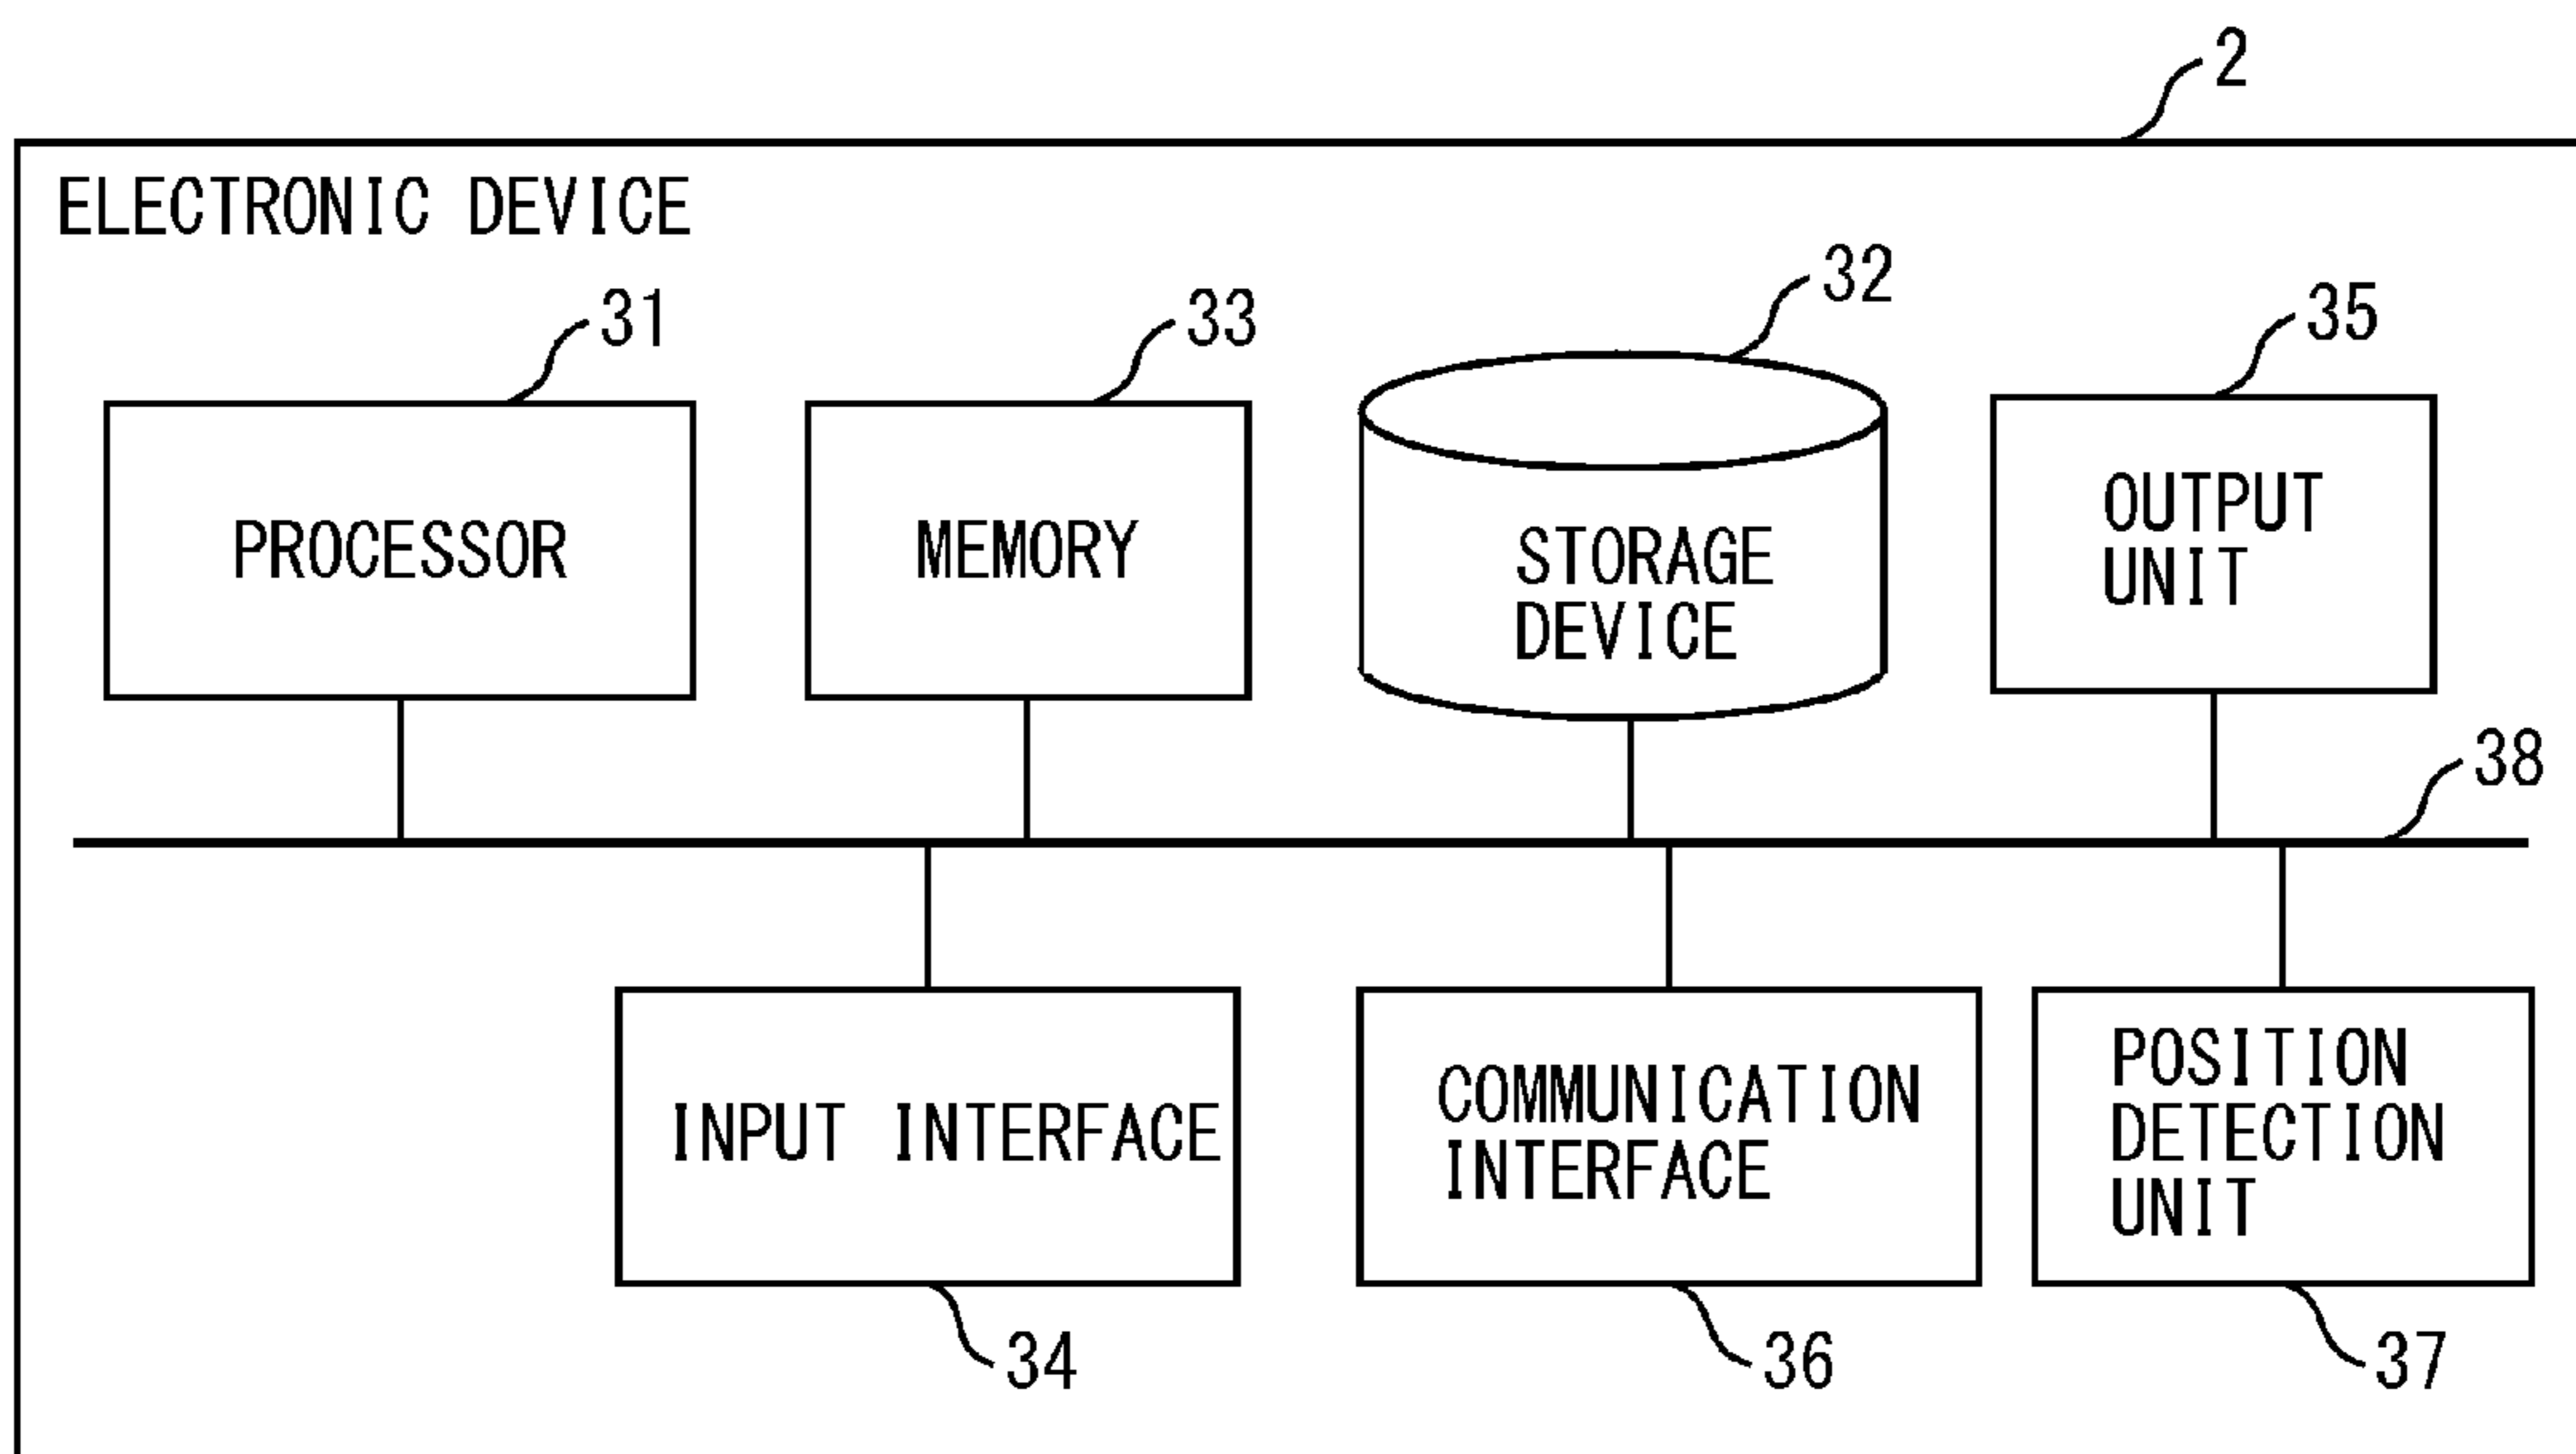 2
ELECTRONIC DEVICE
31
33
32
35
PROCESSOR
MEMORY
STORAGE
DEVICE
OUTPUT
UNIT
38
INPUT INTERFACE
COMMUNICATION
INTERFACE
POSITION
DETECTION
UNIT
34
36
37